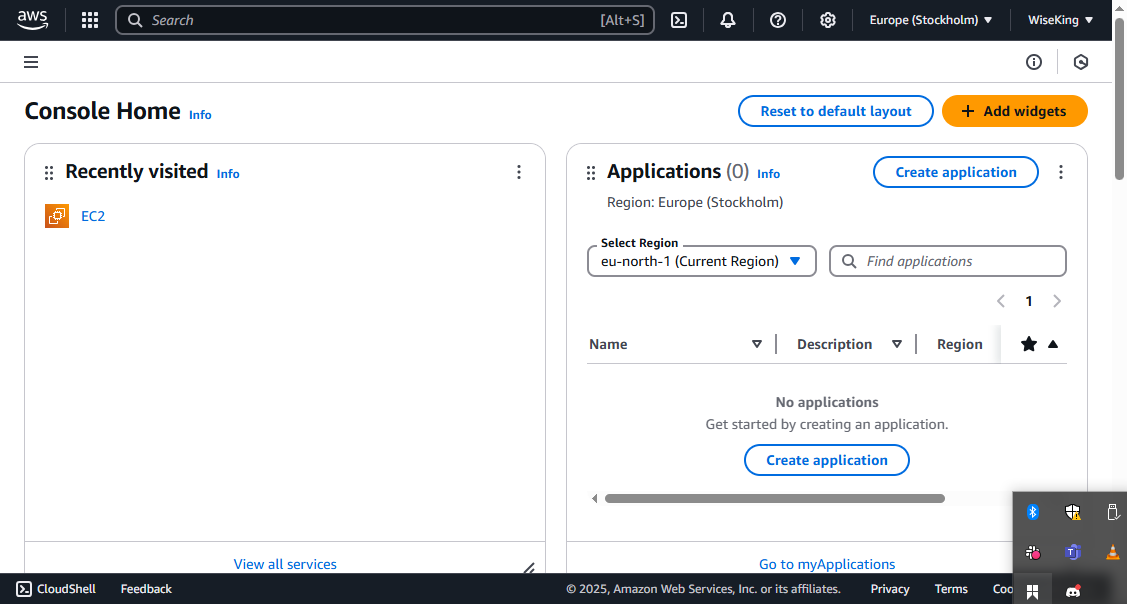 aws
Search
[Alt+S]
Europe (Stockholm)
WiseKing
Console Home
Info
Reset to default layout
Add widgets
Recently visited
Info
EC2
View all services
Applications (0)
Info
Create application
Region: Europe (Stockholm)
Select Region
eu-north-1 (Current Region)
Find applications
1
Name
Description
Region
No applications
Get started by creating an application.
Create application
Go to myApplications
CloudShell
Feedback
© 2025, Amazon Web Services, Inc. or its affiliates.
Privacy
Terms